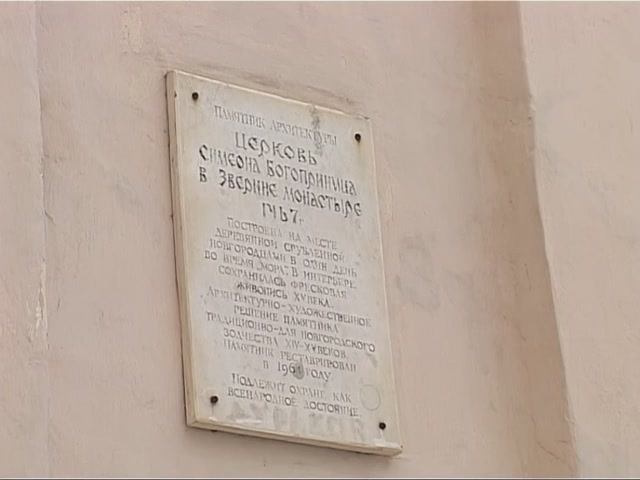 ПАМЯТНИК АРХИТЕКТУРЫ
ЦЕРКОВЬ
СИМЕОНА БОГОПРИИМЦА
В ЗВЕРИНЕ МОНАСТЫРЕ
1467г.
ПОСТРОЕНА НА МЕСТЕ
ДЕРЕВЯННОЙ СРУБЛЕННОЙ
НОВГОРОДЦАМИ В ОДИН ДЕНЬ
ВО ВРЕМЯ "МОРА". В ИНТЕРЬЕРЕ
СОХРАНИЛАСЬ ФРЕСКОВАЯ
ЖИВОПИСЬ XV ВЕКА.
АРХИТЕКТУРНО-ХУДОЖЕСТВЕННОЕ
РЕШЕНИЕ ПАМЯТНИКА
ТРАДИЦИОННО-ДЛЯ НОВГОРОДСКОГО
ЗОДЧЕСТВА XIV-XV ВЕКОВ.
ПАМЯТНИК РЕСТАВРИРОВАН
В ГОДУ
ПОДЛЕЖИТ ОХРАНЕ КАК
ВСЕНАРОДНОЕ ДОСТОЯНИЕ.